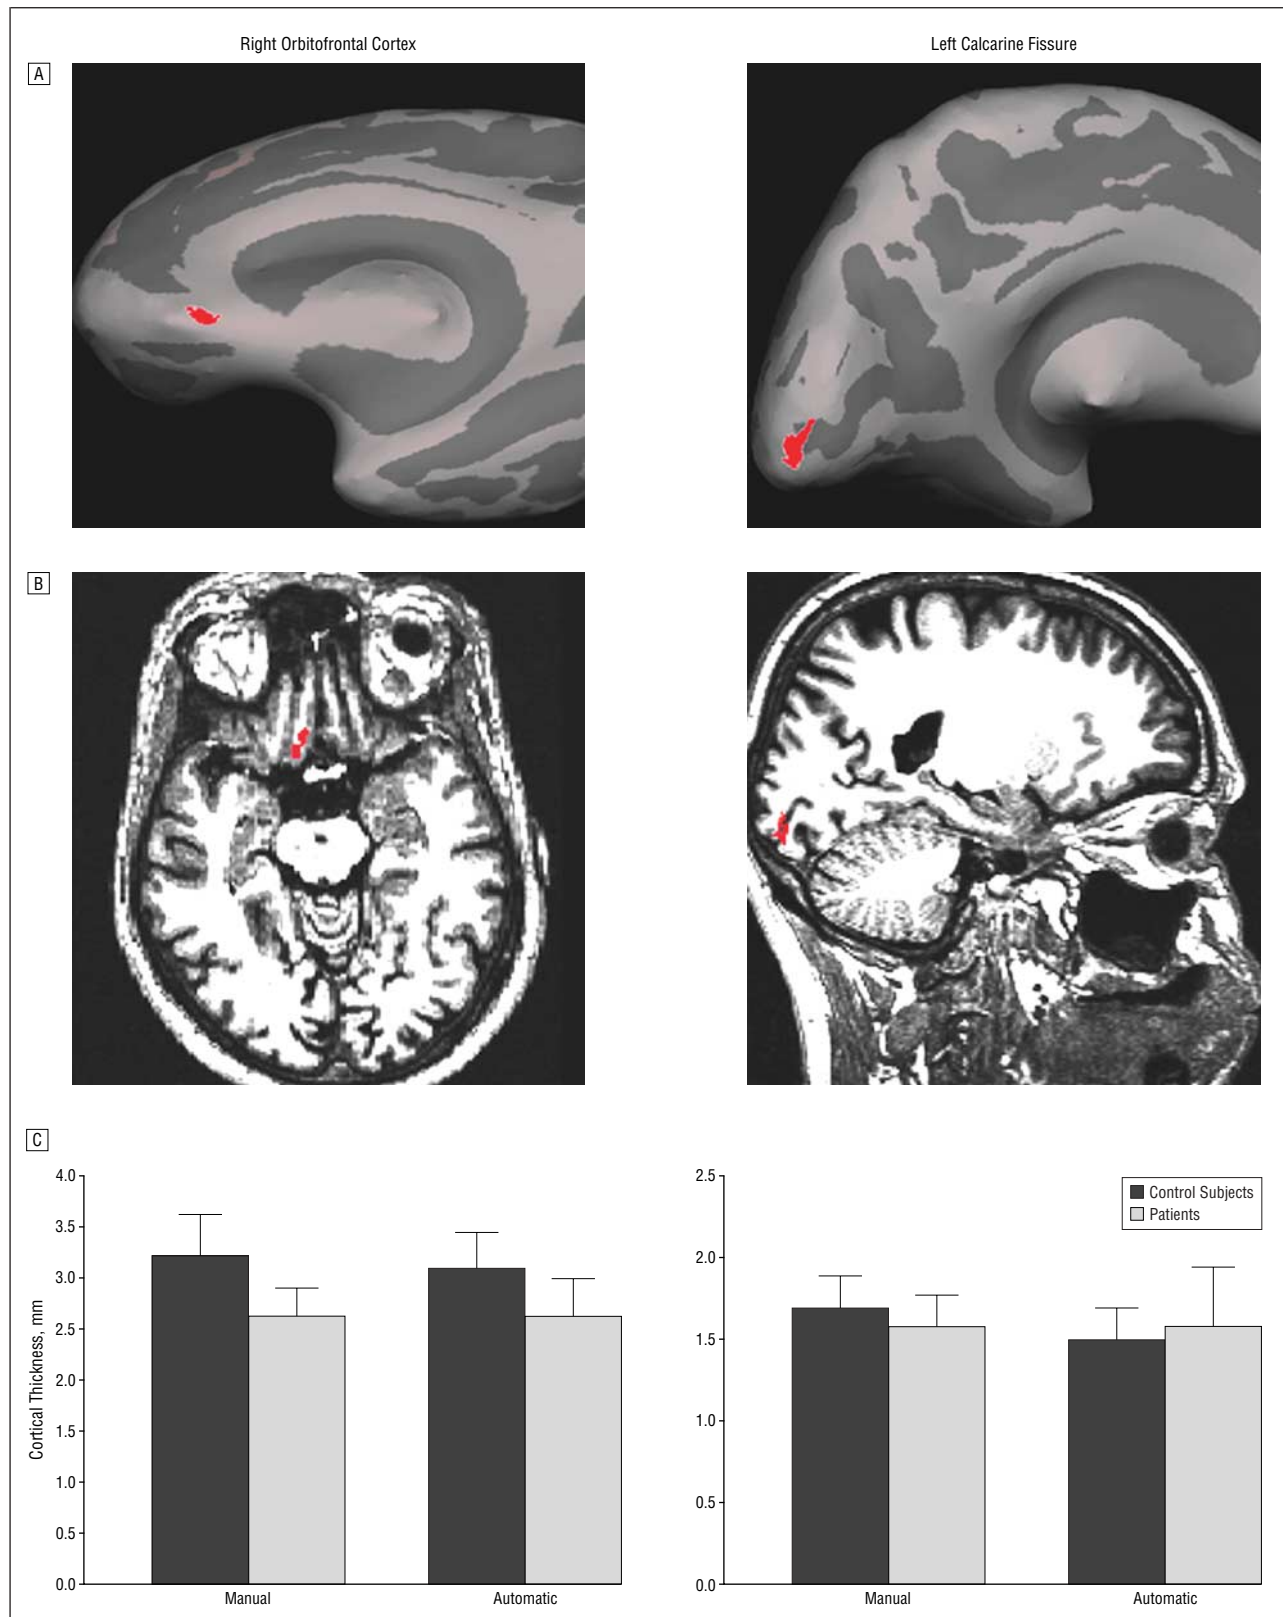 Right Orbitofrontal Cortex
Left Calcarine Fissure
A
B
C
Cortical Thickness, mm
4.0
3.5
3.0
2.5
2.0
1.5
1.0
0.5
0.0
Manual
Automatic
2.5
2.0
1.5
1.0
0.5
0.0
Control Subjects
Patients
Manual
Automatic